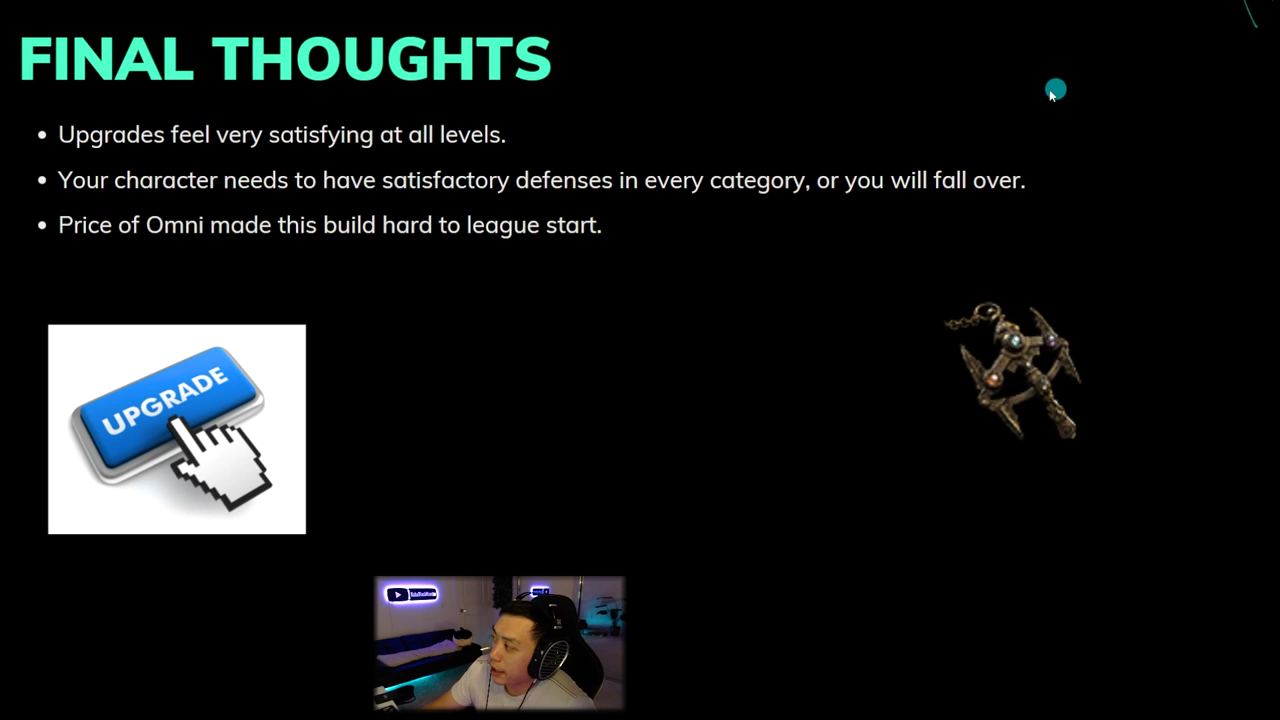 FINAL THOUGHTS
• Upgrades feel very satisfying at all levels.
• Your character needs to have satisfactory defenses in every category, or you will fall over.
• Price of Omni made this build hard to league start.
UPGRADE